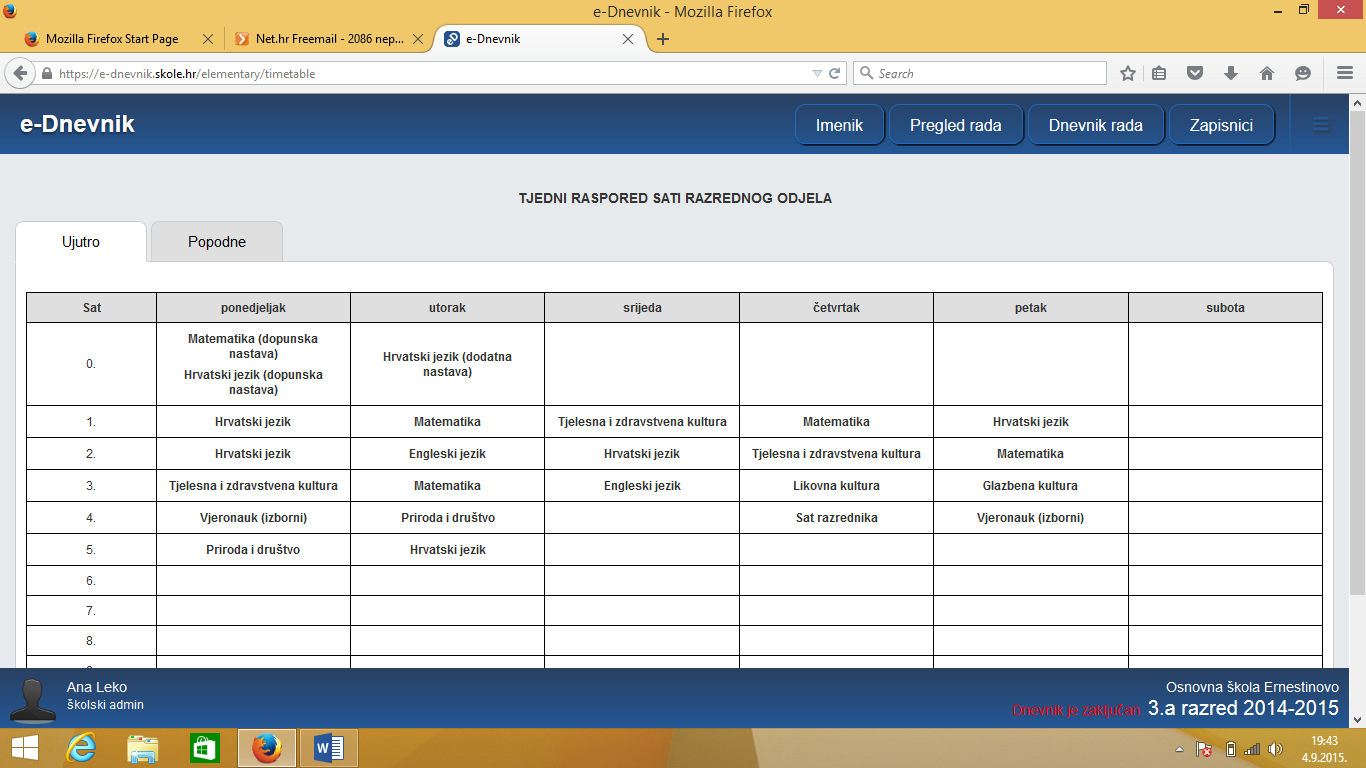 e-Dnevnik - Mozilla Firefox
Mozilla Firefox Start Page
Net.hr Freemail - 2086 nep...
e-Dnevnik
https://e-dnevnik.skole.hr/elementary/timetable
Search
e-Dnevnik
Imenik
Pregled rada
Dnevnik rada
Zapisnici
TJEDNI RASPORED SATI RAZREDNOG ODJELA
Ujutro
Popodne
Sat ponedjeljak utorak srijeda četvrtak petak subota
0.
Matematika (dopunska
nastava)
Hrvatski jezik (dopunska
nastava)
Hrvatski jezik (dodatna
nastava)
1. Hrvatski jezik Matematika Tjelesna i zdravstvena kultura Matematika Hrvatski jezik
2. Hrvatski jezik Engleski jezik Hrvatski jezik Tjelesna i zdravstvena kultura Matematika
3. Tjelesna i zdravstvena kultura Matematika Engleski jezik Likovna kultura Glazbena kultura
4. Vjeronauk (izborni) Priroda i društvo Sat razrednika Vjeronauk (izborni)
5. Priroda i društvo Hrvatski jezik
6.
7.
8.
Ana Leko
školski admin
Osnovna škola Ernestinovo
Dnevnik je zaključan. 3.a razred 2014-2015
19:43
4.9.2015.